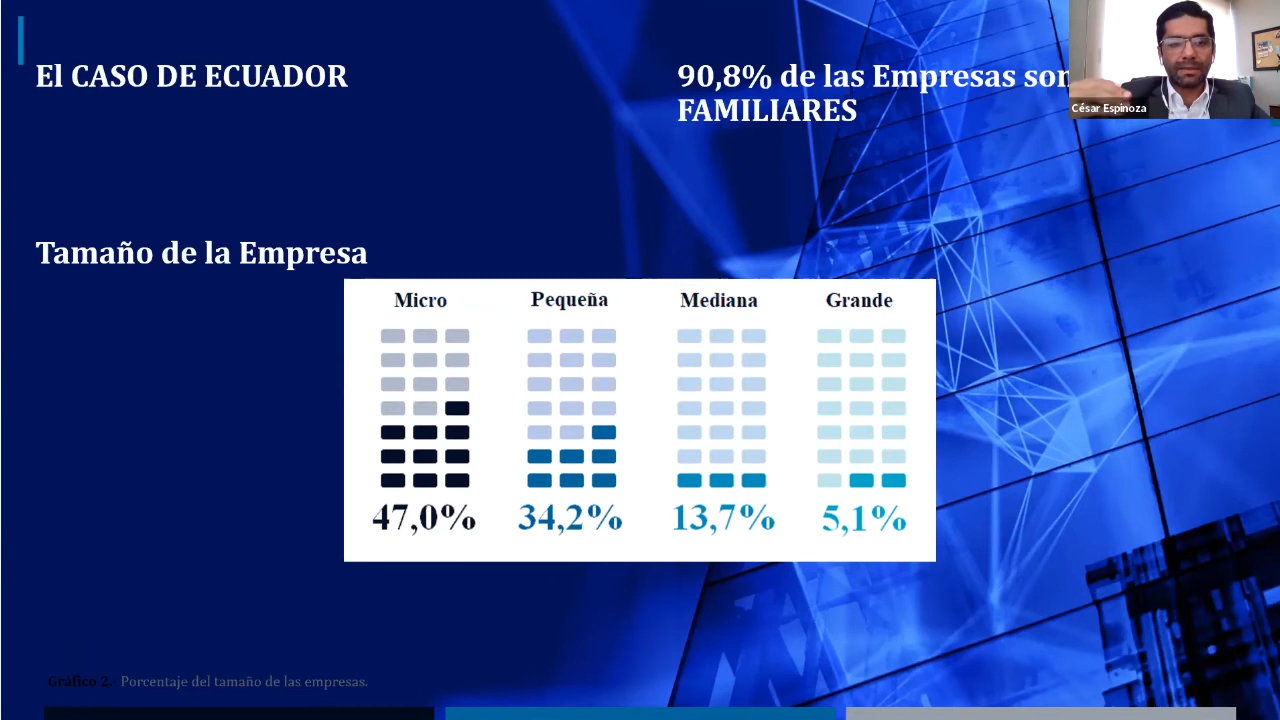 El CASO DE ECUADOR
90,8% de las Empresas son
FAMILIARES
César Espinoza
Tamaño de la Empresa
Micro Pequeña Mediana Grande
47,0% 34,2% 13,7% 5,1%
Gráfico 2. Porcentaje del tamaño de las empresas.